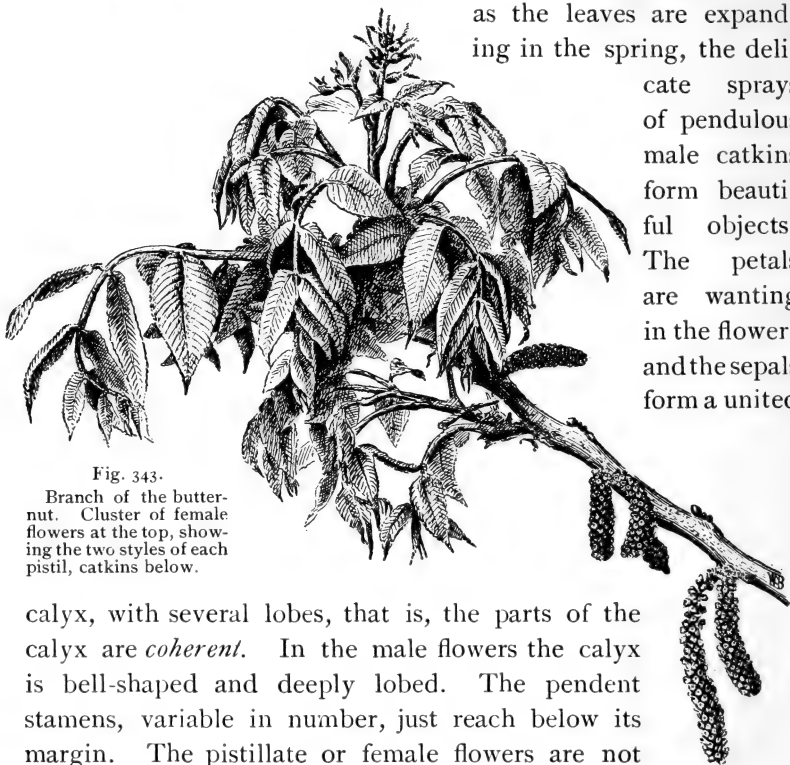 as the leaves are expand
ing in the spring, the deli
cate sprays
of pendulous
male catkins
form beauti
ful objects
The petals
are wanting
in the flower
and the sepals
form a united
Fig. 343.
Branch of the butter-
nut. Cluster of female
flowers at the top, show-
ing the two styles of each
pistil, catkins below.
calyx, with several lobes, that is, the parts of the
calyx are coherent. In the male flowers the calyx
is bell-shaped and deeply lobed. The pendent
stamens, variable in number, just reach below its
margin. The pistillate or female flowers are not